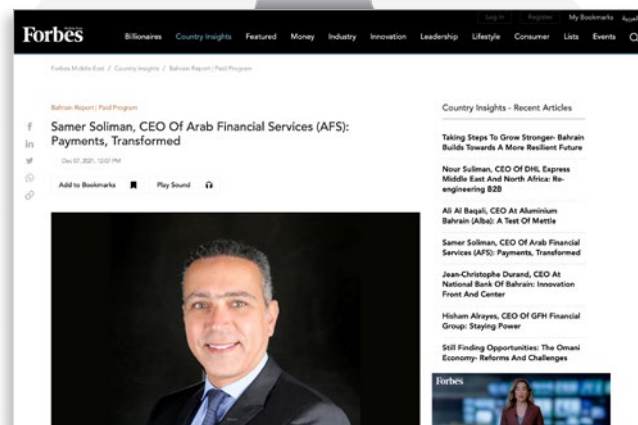 Log In Register My Bookmarks
Forbes
Billionaires Country Insights Featured Money Industry Innovation Leadership Lifestyle Consumer Lists Events
Forbes Middle East / Country Insights / Bahrain Report | Paid Program
Bahrain Report | Paid Program
Samer Soliman, CEO Of Arab Financial Services (AFS):
Payments, Transformed
Dec 07, 2021, 12:07 PM
Add to Bookmarks Play Sound
Country Insights - Recent Articles
Taking Steps To Grow Stronger- Bahrain
Builds Towards A More Resilient Future
Nour Suliman, CEO Of DHL Express
Middle East And North Africa: Re-
engineering B2B
Ali Al Baqali, CEO At Aluminium
Bahrain (Alba): A Test Of Mettle
Samer Soliman, CEO Of Arab Financial
Services (AFS): Payments, Transformed
Jean-Christophe Durand, CEO At
National Bank Of Bahrain: Innovation
Front And Center
Hisham Alrayes, CEO Of GFH Financial
Group: Staying Power
Still Finding Opportunities: The Omani
Economy- Reforms And Challenges
Forbes